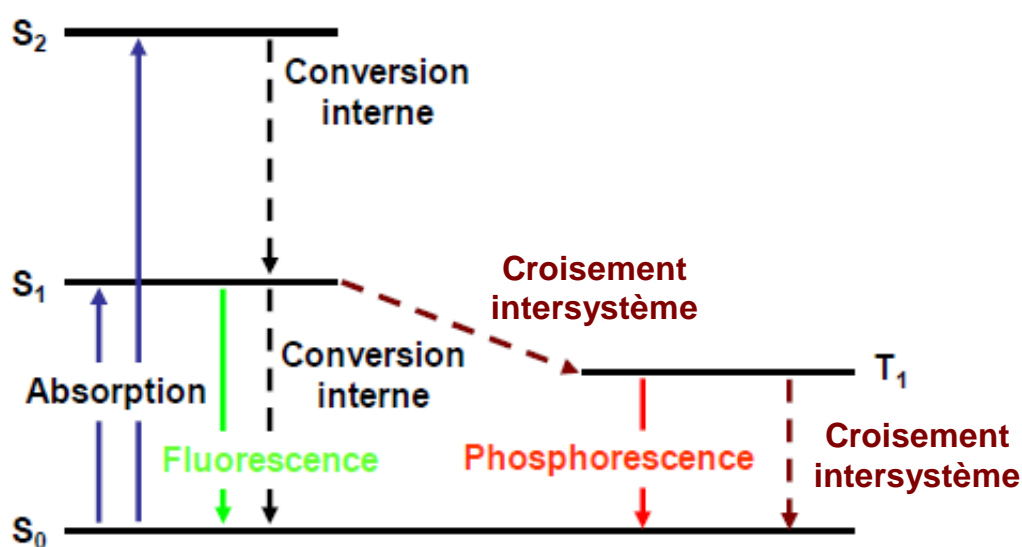 S₂
Conversion
interne
Croisement
intersystème
S₁
Conversion
interne
T₁
Absorption
Croisement
intersystème
Fluorescence
Phosphorescence
S₀